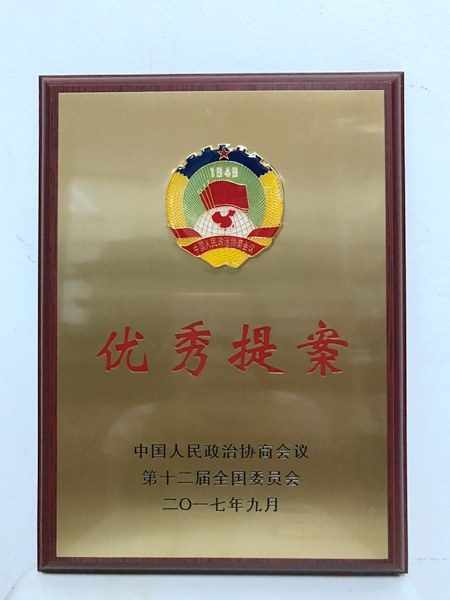 1949
中国人民政治协商会议
优秀提案
中国人民政治协商会议
第十二届全国委员会
二〇一七年九月